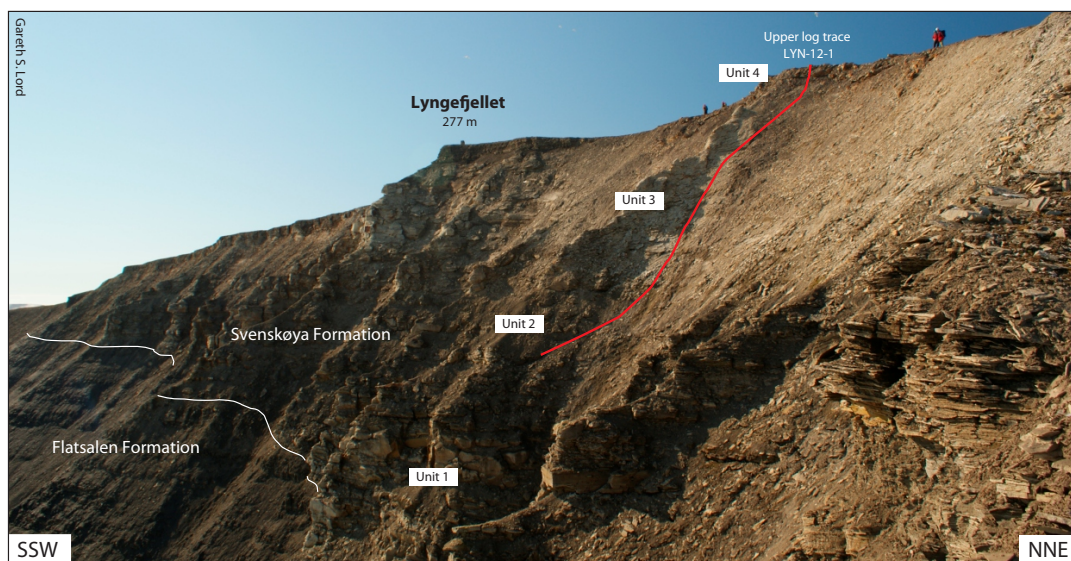 Gareth S. Lord
Upper log trace
LYN-12-1
Unit 4
Lyngefjellet
277 m
Unit 3
Unit 2
Svenskøya Formation
Flatsalen Formation
Unit 1
SSW
NNE